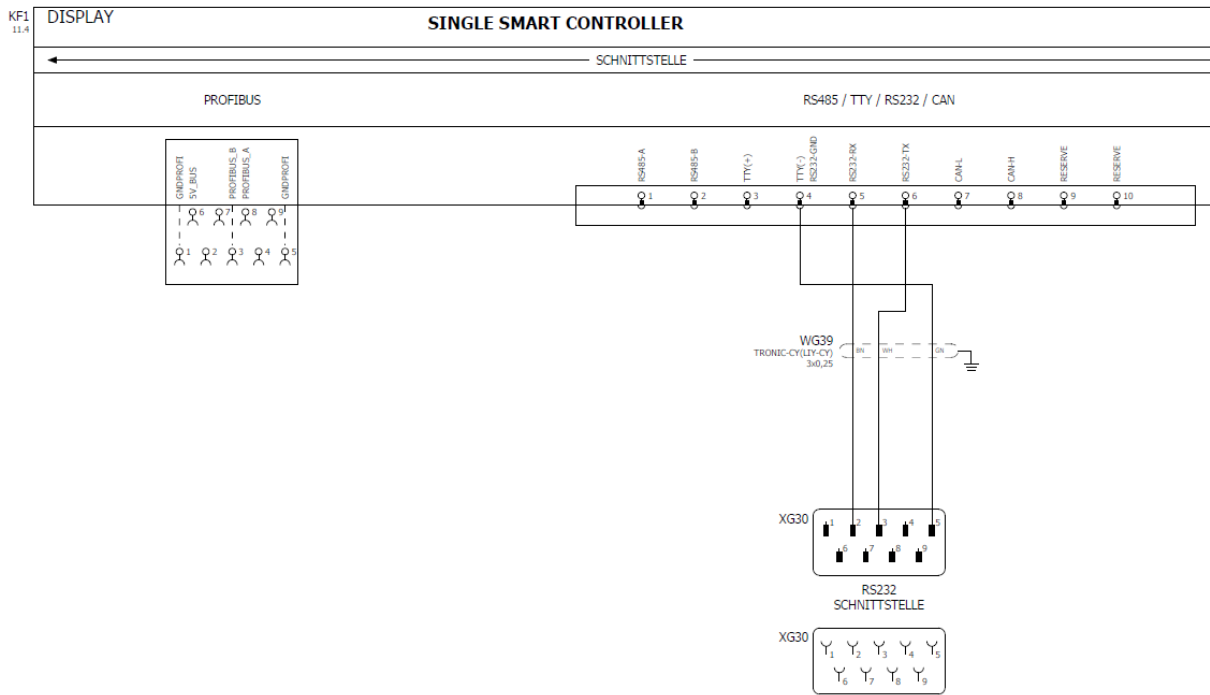 KF1
11.4
DISPLAY
SINGLE SMART CONTROLLER
SCHNITTSTELLE
PROFIBUS
RS485 / TTY / RS232 / CAN
GNDPROFI
5V_BUS
PROFIBUS_B
PROFIBUS_A
GNDPROFI
6 7 8 9
1 2 3 4 5
RS485-A
RS485-B
TTY(+)
TTY(-)
RS232-GND
RS232-RX
RS232-TX
CAN-L
CAN-H
RESERVE
RESERVE
1 2 3 4 5 6 7 8 9 10
WG39
TRONIC-CY(LIY-CY)
3x0,25
BN WH GN
XG30
1 2 3 4 5
6 7 8 9
RS232
SCHNITTSTELLE
XG30
1 2 3 4 5
6 7 8 9